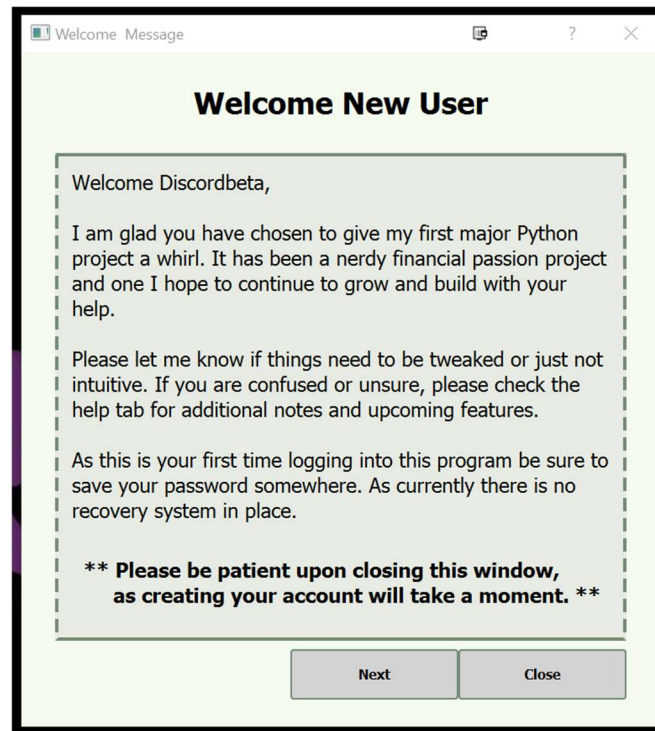 Welcome Message
?
Welcome New User
Welcome Discordbeta,
I am glad you have chosen to give my first major Python
project a whirl. It has been a nerdy financial passion project
and one I hope to continue to grow and build with your
help.
Please let me know if things need to be tweaked or just not
intuitive. If you are confused or unsure, please check the
help tab for additional notes and upcoming features.
As this is your first time logging into this program be sure to
save your password somewhere. As currently there is no
recovery system in place.
** Please be patient upon closing this window,
as creating your account will take a moment. **
Next Close